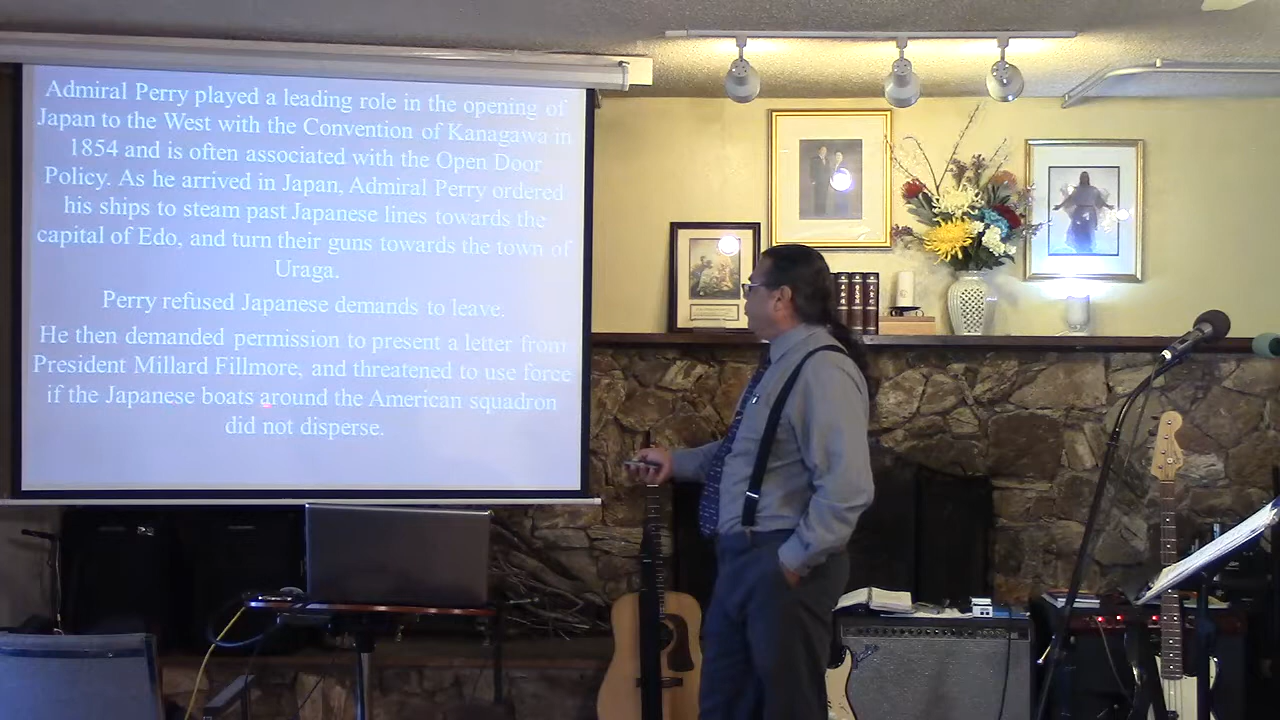 Admiral Perry played a leading role in the opening of
Japan to the West with the Convention of Kanagawa in
1854 and is often associated with the Open Door
Policy. As he arrived in Japan, Admiral Perry ordered
his ships to steam past Japanese lines towards the
capital of Edo, and turn their guns towards the town of
Uraga.
Perry refused Japanese demands to leave.
He then demanded permission to present a letter from
President Millard Fillmore, and threatened to use force
if the Japanese boats around the American squadron
did not disperse.